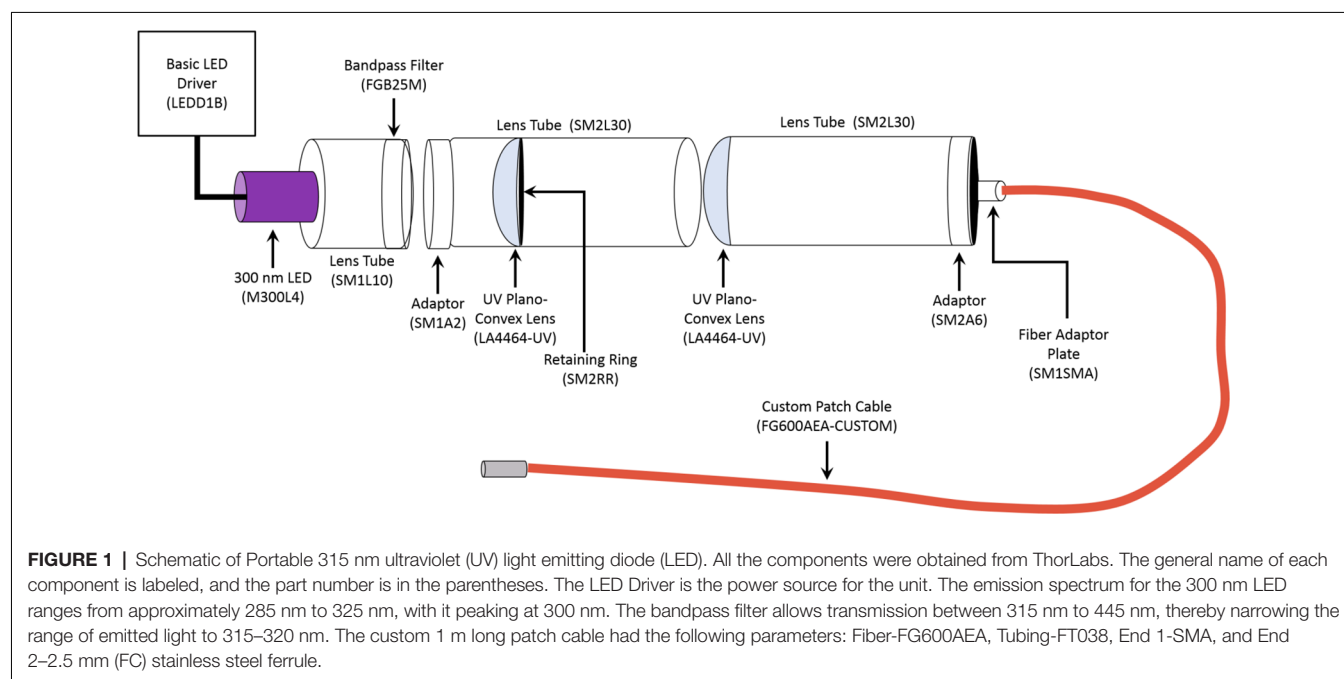 Basic LED
Driver
(LEDD1B)
Bandpass Filter
(FGB25M)
Lens Tube (SM2L30)
Lens Tube (SM2L30)
300 nm LED
(M300L4)
Lens Tube
(SM1L10)
Adaptor
(SM1A2)
UV Plano-
Convex Lens
(LA4464-UV)
Retaining Ring
(SM2RR)
UV Plano-
Convex Lens
(LA4464-UV)
Adaptor
(SM2A6)
Fiber Adaptor
Plate
(SM1SMA)
Custom Patch Cable
(FG600AEA-CUSTOM)
FIGURE 1 | Schematic of Portable 315 nm ultraviolet (UV) light emitting diode (LED). All the components were obtained from ThorLabs. The general name of each
component is labeled, and the part number is in the parentheses. The LED Driver is the power source for the unit. The emission spectrum for the 300 nm LED
ranges from approximately 285 nm to 325 nm, with it peaking at 300 nm. The bandpass filter allows transmission between 315 nm to 445 nm, thereby narrowing the
range of emitted light to 315–320 nm. The custom 1 m long patch cable had the following parameters: Fiber-FG600AEA, Tubing-FT038, End 1-SMA, and End
2–2.5 mm (FC) stainless steel ferrule.